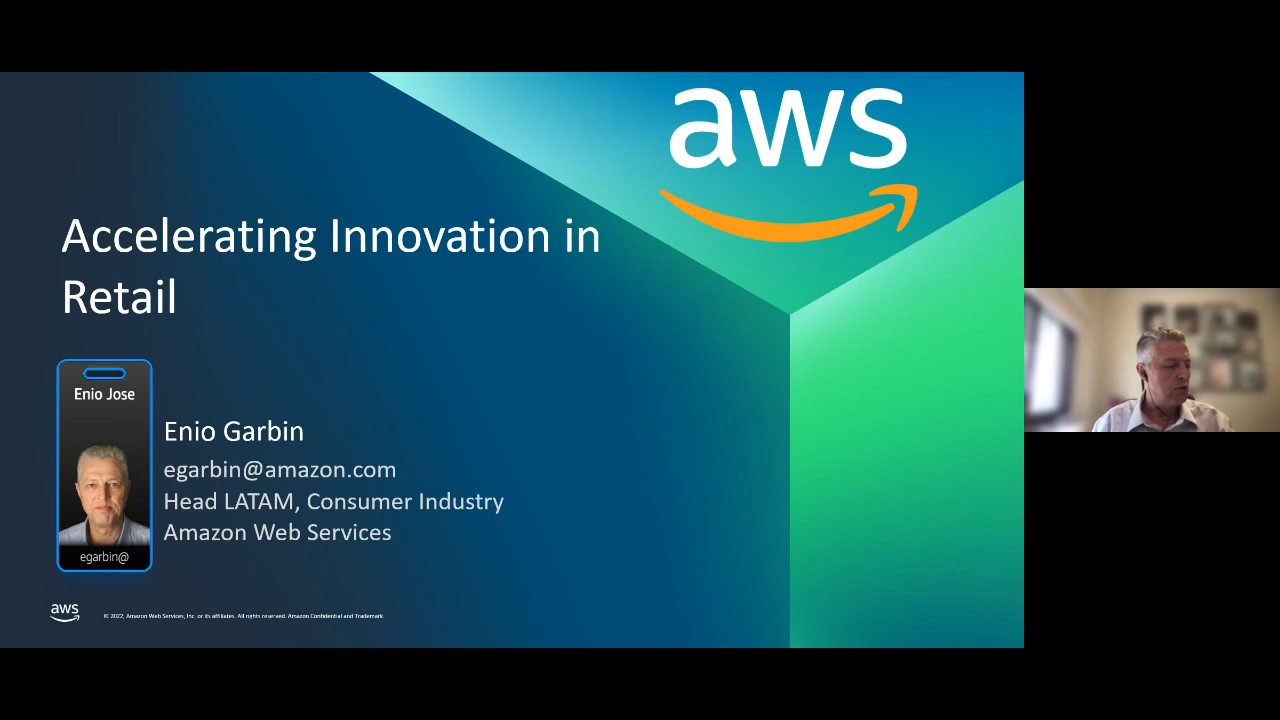 aws
Accelerating Innovation in
Retail
Enio Jose
egarbin@
Enio Garbin
egarbin@amazon.com
Head LATAM, Consumer Industry
Amazon Web Services
aws
© 2022, Amazon Web Services, Inc. or its affiliates. All rights reserved. Amazon Confidential and Trademark.